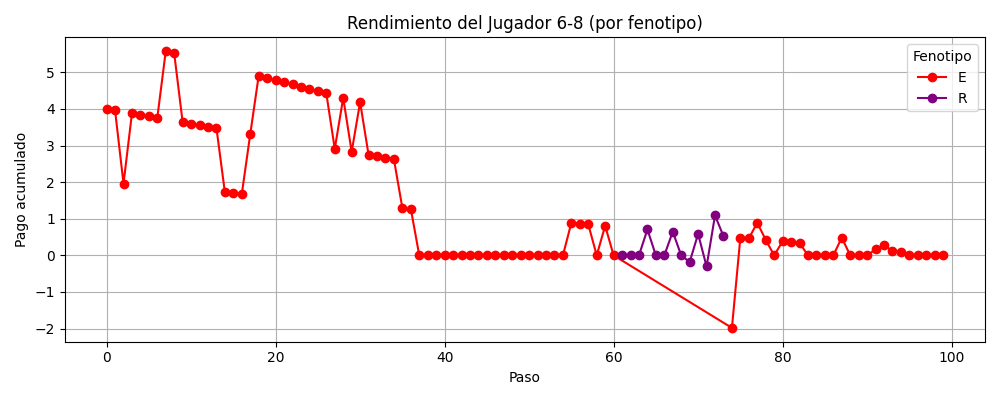 Rendimiento del Jugador 6-8 (por fenotipo)
Pago acumulado
5
4
3
2
1
0
−1
−2
Fenotipo
E
R
0 20 40 60 80 100
Paso